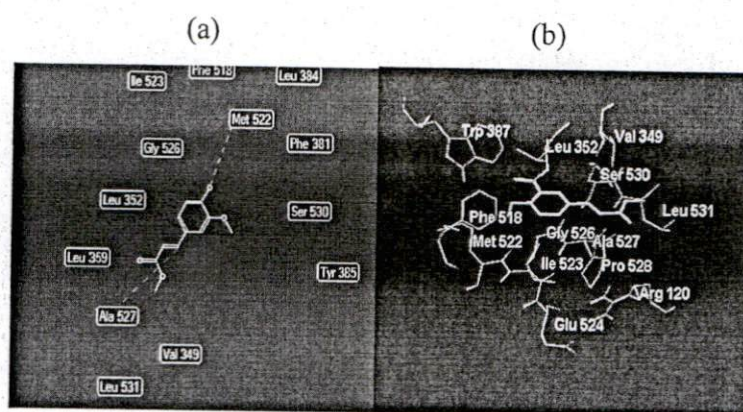 (a)
(b)
Phe 518
Ile 523
Leu 384
Met 522
Gly 526
Phe 381
Leu 352
Ser 530
Leu 359
Tyr 385
Ala 527
Val 349
Leu 531
Trp 387
Leu 352
Val 349
Ser 530
Phe 518
Leu 531
Met 522
Gly 526
Ala 527
Ile 523
Pro 528
Arg 120
Glu 524